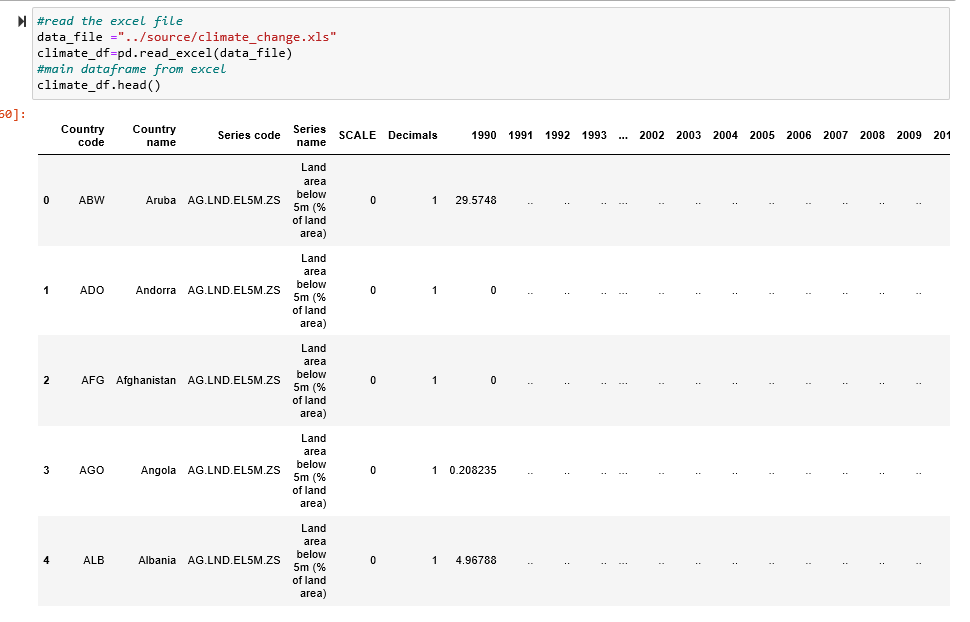 #read the excel file
data_file ="../source/climate_change.xls"
climate_df=pd.read_excel(data_file)
#main dataframe from excel
climate_df.head()
60]:
Country code Country name Series code Series name SCALE Decimals 1990 1991 1992 1993 ... 2002 2003 2004 2005 2006 2007 2008 2009 201
0 ABW Aruba AG.LND.EL5M.ZS Land area below 5m (% of land area) 0 1 29.5748 .. .. .. ... .. .. .. .. .. .. .. ..
1 ADO Andorra AG.LND.EL5M.ZS Land area below 5m (% of land area) 0 1 0 .. .. .. ... .. .. .. .. .. .. .. ..
2 AFG Afghanistan AG.LND.EL5M.ZS Land area below 5m (% of land area) 0 1 0 .. .. .. ... .. .. .. .. .. .. .. ..
3 AGO Angola AG.LND.EL5M.ZS Land area below 5m (% of land area) 0 1 0.208235 .. .. .. ... .. .. .. .. .. .. .. ..
4 ALB Albania AG.LND.EL5M.ZS Land area below 5m (% of land area) 0 1 4.96788 .. .. .. ... .. .. .. .. .. .. .. ..